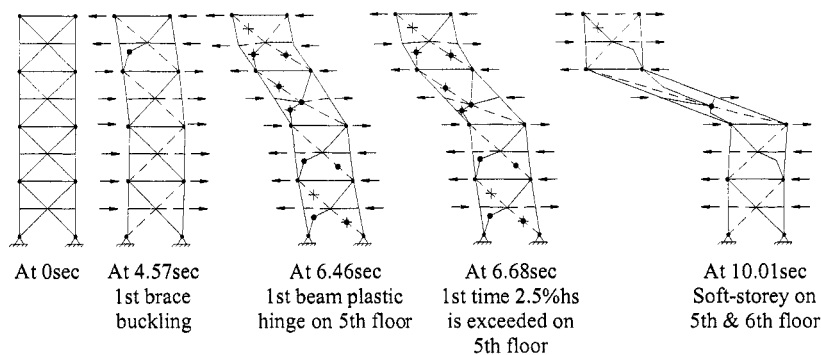 At 0sec
At 4.57sec
1st brace
buckling
At 6.46sec
1st beam plastic
hinge on 5th floor
At 6.68sec
1st time 2.5%hs
is exceeded on
5th floor
At 10.01sec
Soft-storey on
5th & 6th floor